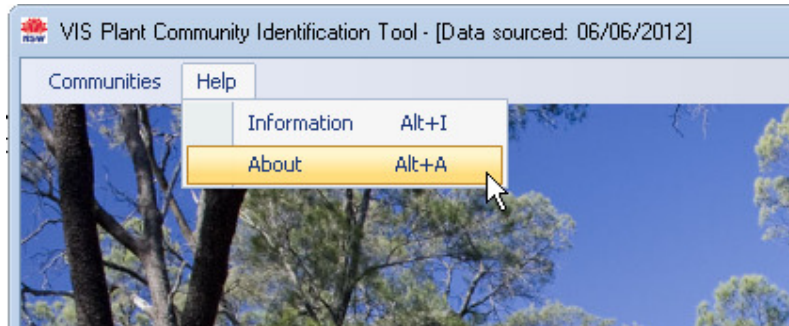 VIS Plant Community Identification Tool - [Data sourced: 06/06/2012]
Communities Help
Information Alt+I
About Alt+A